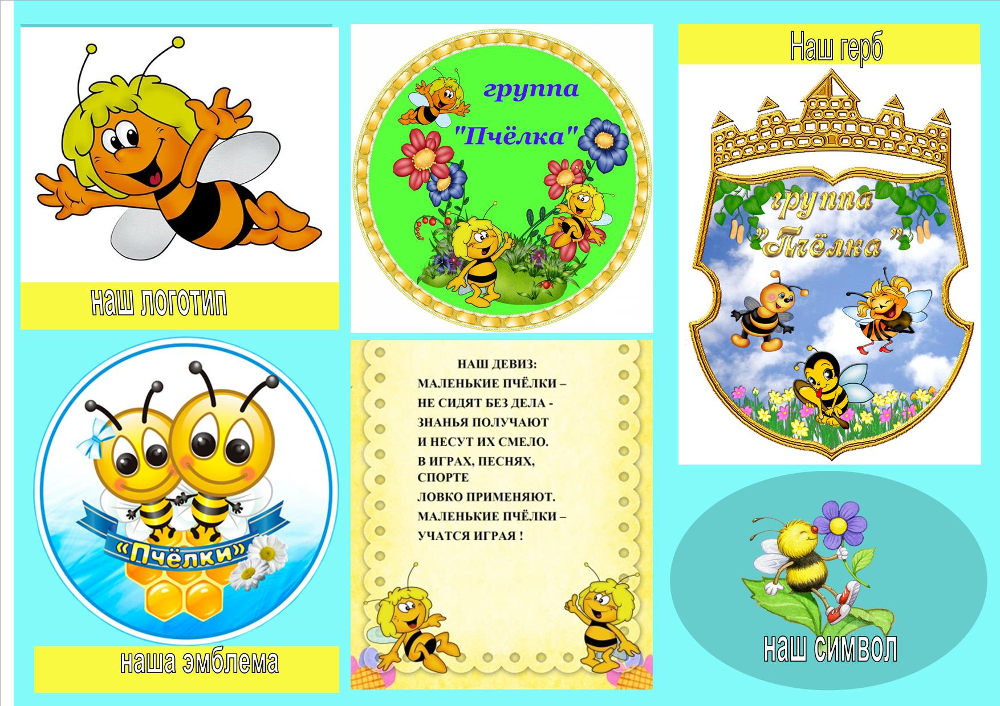 наш логотип
группа
"Пчёлка"
Наш герб
группа
"Пчёлка"
«Пчёлки»
наша эмблема
НАШ ДЕВИЗ:
МАЛЕНЬКИЕ ПЧЁЛКИ –
НЕ СИДЯТ БЕЗ ДЕЛА -
ЗНАНЬЯ ПОЛУЧАЮТ
И НЕСУТ ИХ СМЕЛО.
В ИГРАХ, ПЕСНЯХ,
СПОРТЕ
ЛОВКО ПРИМЕНЯЮТ.
МАЛЕНЬКИЕ ПЧЁЛКИ –
УЧАТСЯ ИГРАЯ !
наш символ